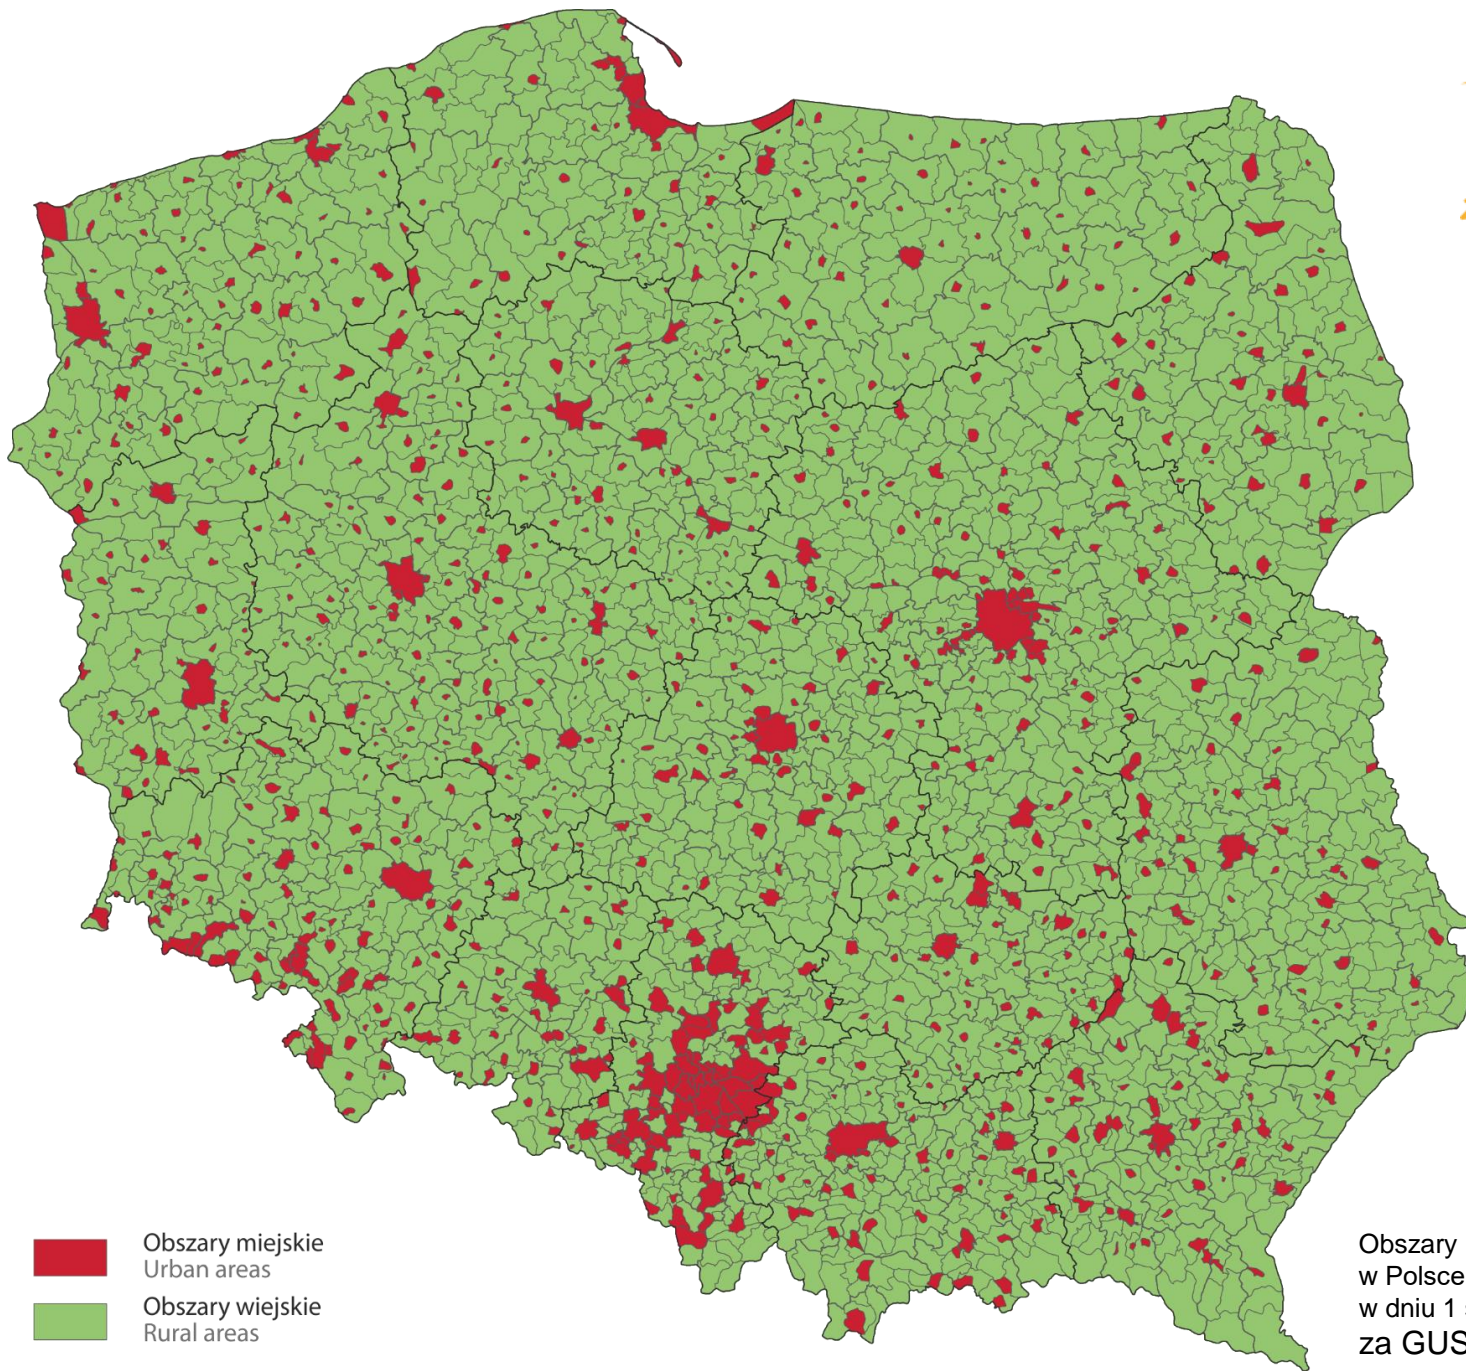 Obszary miejskie
Urban areas
Obszary wiejskie
Rural areas
Obszary
w Polsce
w dniu 1
za GUS